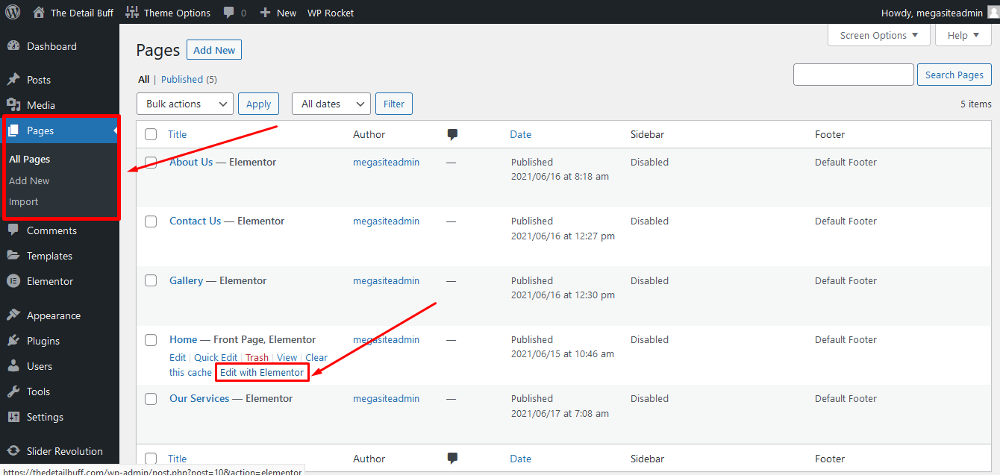 The Detail Buff Theme Options 0 New WP Rocket Howdy, megasiteadmin
Dashboard
Posts
Media
Pages
All Pages
Add New
Import
Comments
Templates
Elementor
Appearance
Plugins
Users
Tools
Settings
Slider Revolution
Screen Options Help
Pages Add New
All | Published (5)
Search Pages
Bulk actions Apply All dates Filter
5 items
Title Author Date Sidebar Footer
About Us — Elementor megasiteadmin — Published Disabled Default Footer
2021/06/16 at 8:18 am
Contact Us — Elementor megasiteadmin — Published Disabled Default Footer
2021/06/16 at 12:27 pm
Gallery — Elementor megasiteadmin — Published Disabled Default Footer
2021/06/16 at 12:30 pm
Home — Front Page, Elementor megasiteadmin — Published Disabled Default Footer
2021/06/15 at 10:46 am
Edit | Quick Edit | Trash | View | Clear
this cache Edit with Elementor
Our Services — Elementor megasiteadmin — Published Disabled Default Footer
2021/06/17 at 7:08 am
Title Author Date Sidebar Footer
https://thedetailbuff.com/wp-admin/post.php?post=10&action=elementor